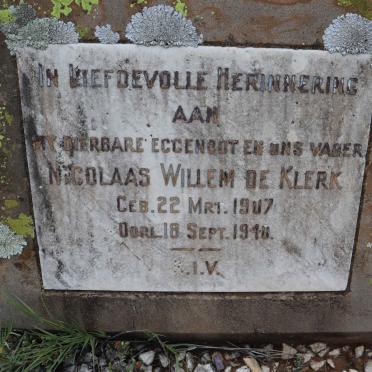 In Liefdevolle Herinnering
aan
my dierbare eggenoot en ons vader
Nicolaas Willem de Klerk
Geb. 22 Mrt. 1907
Oorl. 18 Sept.
.I.V.